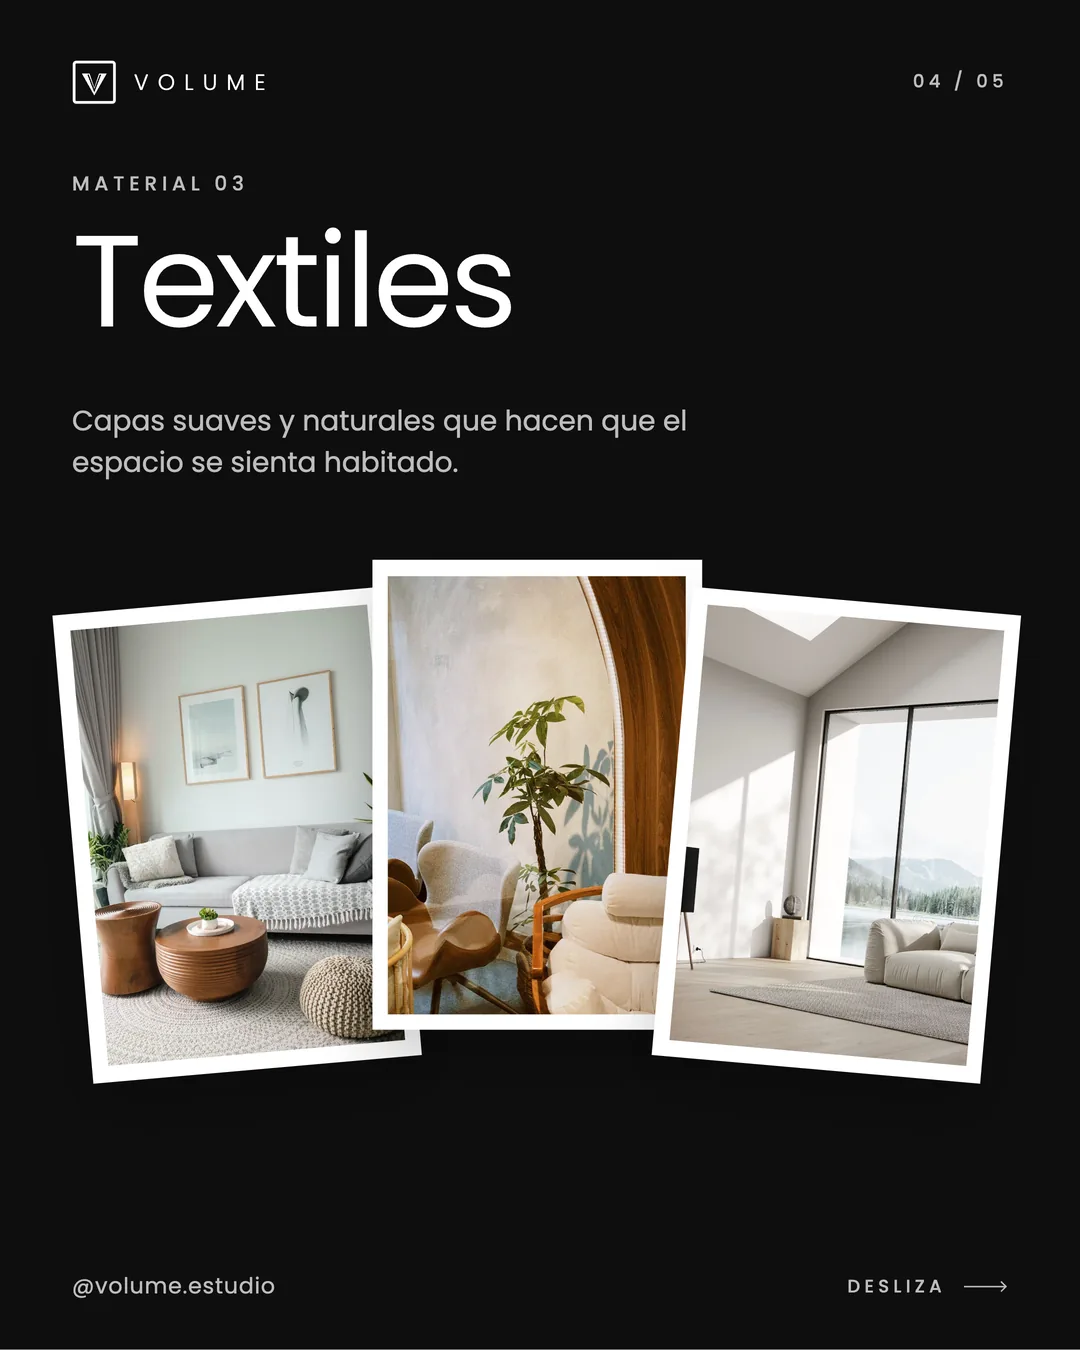 VOLUME
04 / 05
MATERIAL 03
Textiles
Capas suaves y naturales que hacen que el
espacio se sienta habitado.
@volume.estudio
DESLIZA